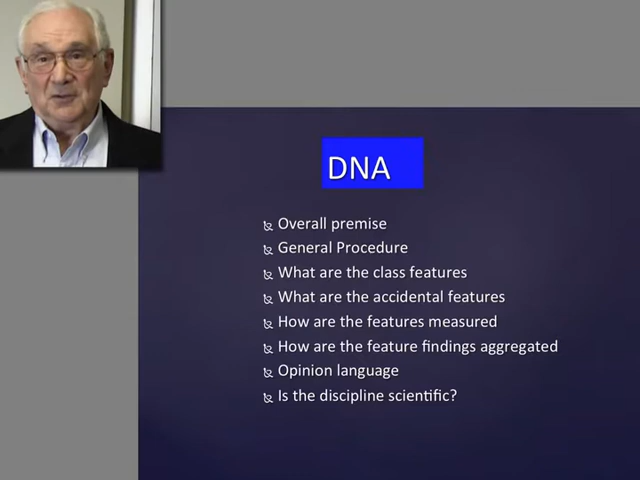 DNA
Overall premise
General Procedure
What are the class features
What are the accidental features
How are the features measured
How are the feature findings aggregated
Opinion language
Is the discipline scientific?